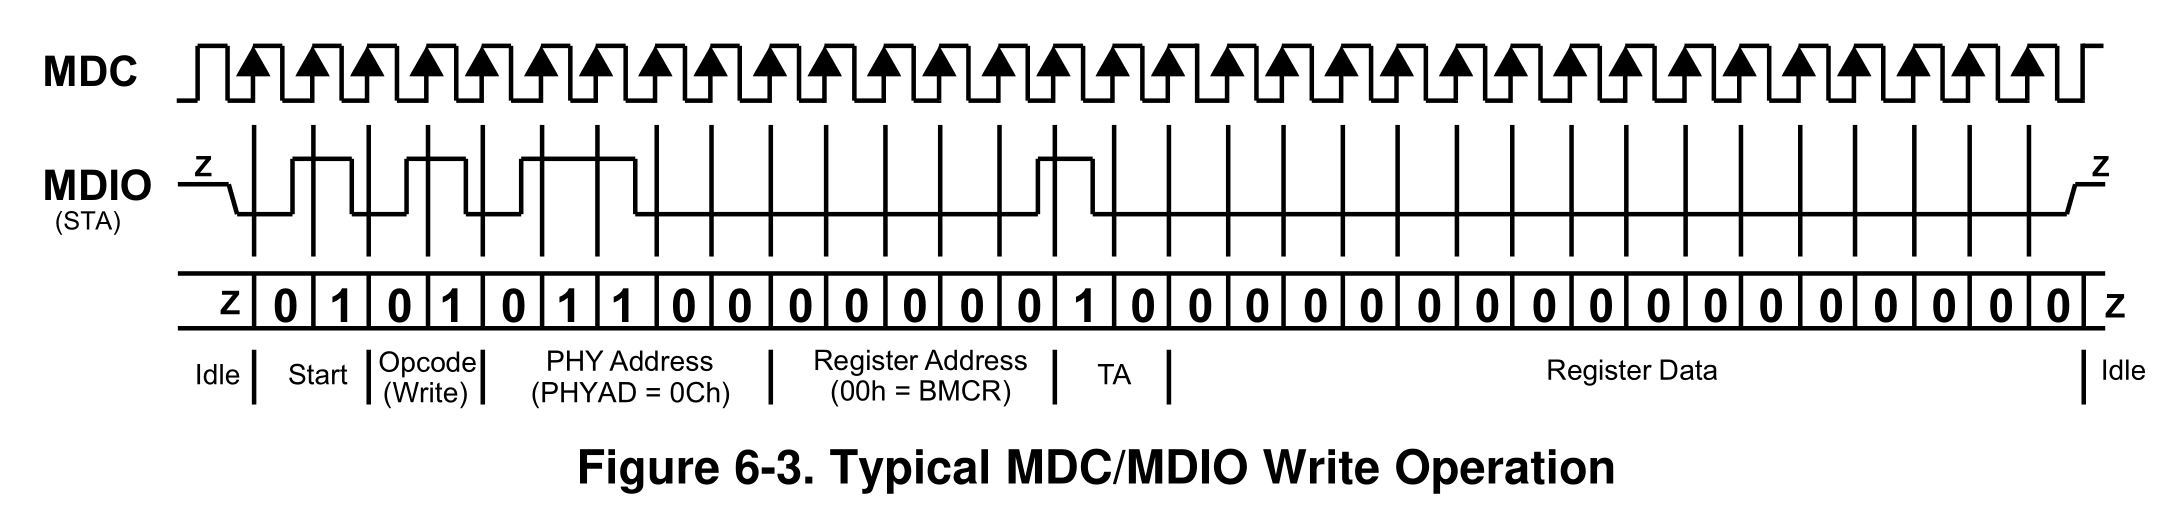 MDC
Z Z
MDIO
(STA)
Z 0 1 0 1 0 1 1 0 0 0 0 0 0 0 1 0 0 0 0 0 0 0 0 0 0 0 0 0 0 0 0 0 Z
Idle Start Opcode (Write) PHY Address (PHYAD = 0Ch) Register Address (00h = BMCR) TA Register Data Idle
Figure 6-3. Typical MDC/MDIO Write Operation